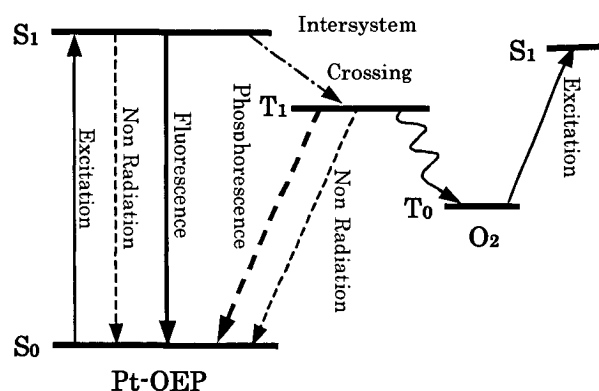 S1
Intersystem
Crossing
S1
T1
Excitation
Non Radiation
Fluorescence
Phosphorescence
Non Radiation
Excitation
T0
O2
S0
Pt-OEP